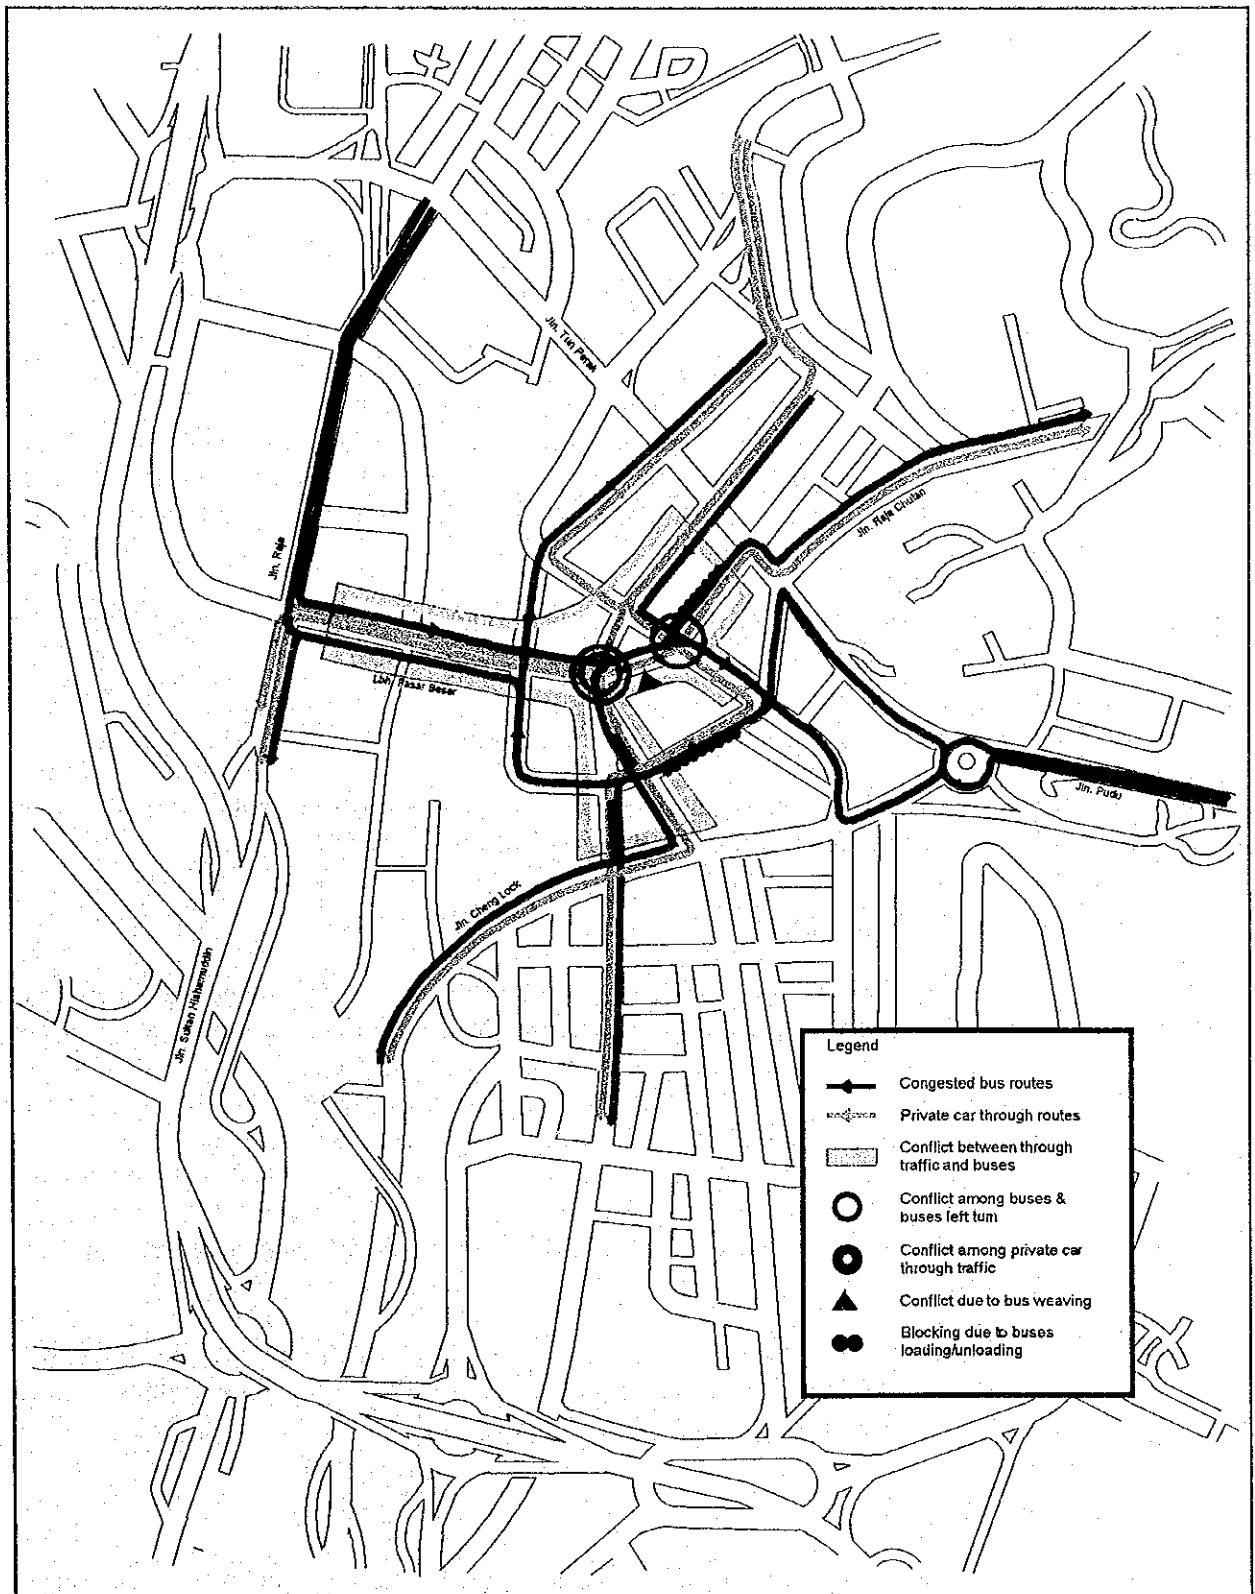 Jln. Tun Perak
Jln. Raja Chulan
Jln. Raja
Leh. Pasar Besar
Jln. Pudu
Jln. Cheng Lock
Jln. Sultan Hishamuddin
Legend
Congested bus routes
Private car through routes
Conflict between through
traffic and buses
Conflict among buses &
buses left turn
Conflict among private car
through traffic
Conflict due to bus weaving
Blocking due to buses
loading/unloading